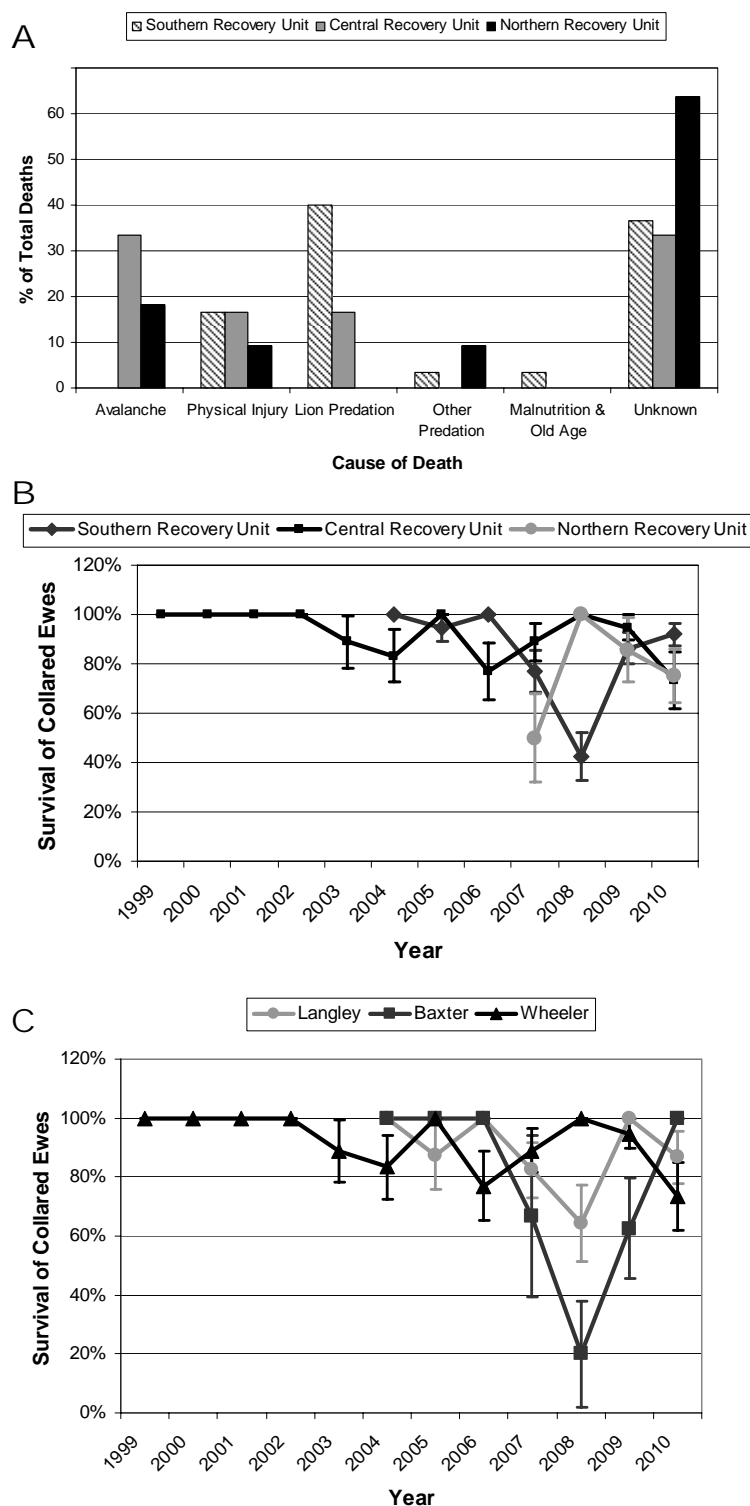 A
Southern Recovery Unit Central Recovery Unit Northern Recovery Unit
% of Total Deaths
60
50
40
30
20
10
0
Avalanche Physical Injury Lion Predation Other Predation Malnutrition & Old Age Unknown
Cause of Death
B
Southern Recovery Unit Central Recovery Unit Northern Recovery Unit
Survival of Collared Ewes
120%
100%
80%
60%
40%
20%
0%
1999 2000 2001 2002 2003 2004 2005 2006 2007 2008 2009 2010
Year
C
Langley Baxter Wheeler
Survival of Collared Ewes
120%
100%
80%
60%
40%
20%
0%
1999 2000 2001 2002 2003 2004 2005 2006 2007 2008 2009 2010
Year